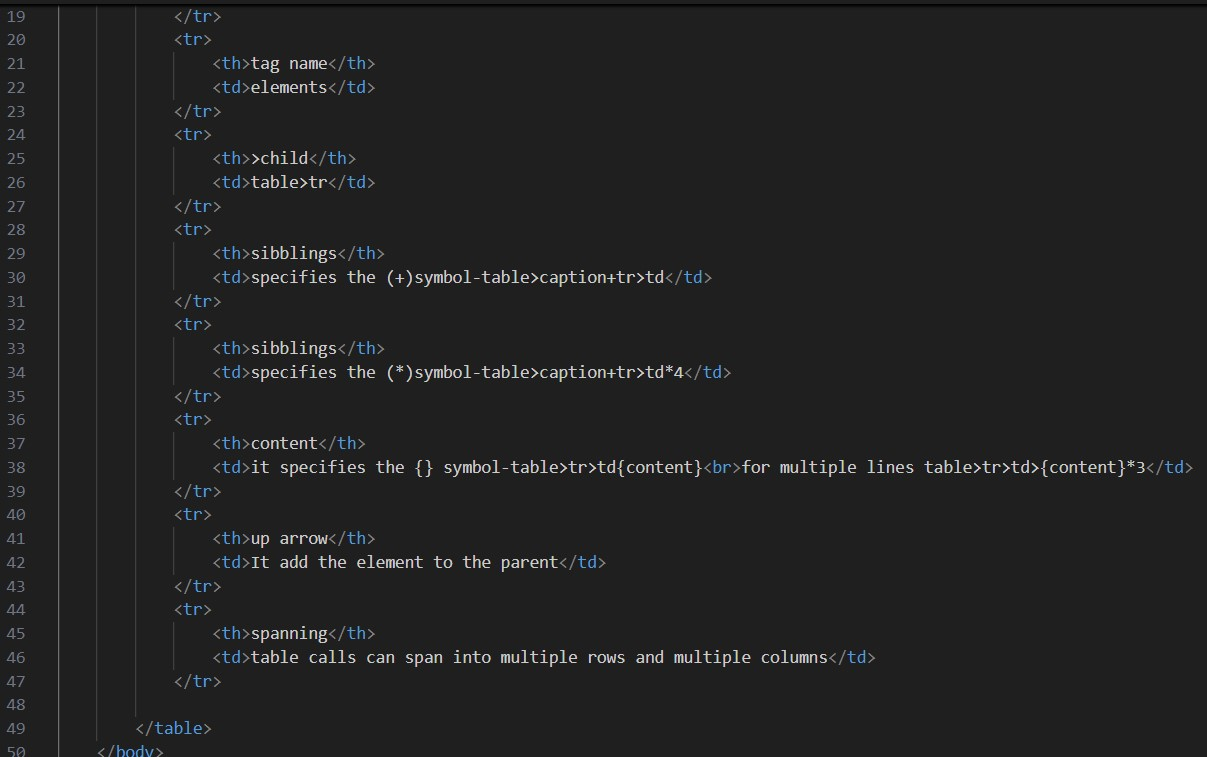 19 </tr>
20 <tr>
21 <th>tag name</th>
22 <td>elements</td>
23 </tr>
24 <tr>
25 <th>>child</th>
26 <td>table>tr</td>
27 </tr>
28 <tr>
29 <th>sibblings</th>
30 <td>specifies the (+)symbol-table>caption+tr>td</td>
31 </tr>
32 <tr>
33 <th>sibblings</th>
34 <td>specifies the (*)symbol-table>caption+tr>td*4</td>
35 </tr>
36 <tr>
37 <th>content</th>
38 <td>it specifies the {} symbol-table>tr>td{content}<br>for multiple lines table>tr>td>{content}*3</td>
39 </tr>
40 <tr>
41 <th>up arrow</th>
42 <td>It add the element to the parent</td>
43 </tr>
44 <tr>
45 <th>spanning</th>
46 <td>table calls can span into multiple rows and multiple columns</td>
47 </tr>
48
49 </table>
50 </body>